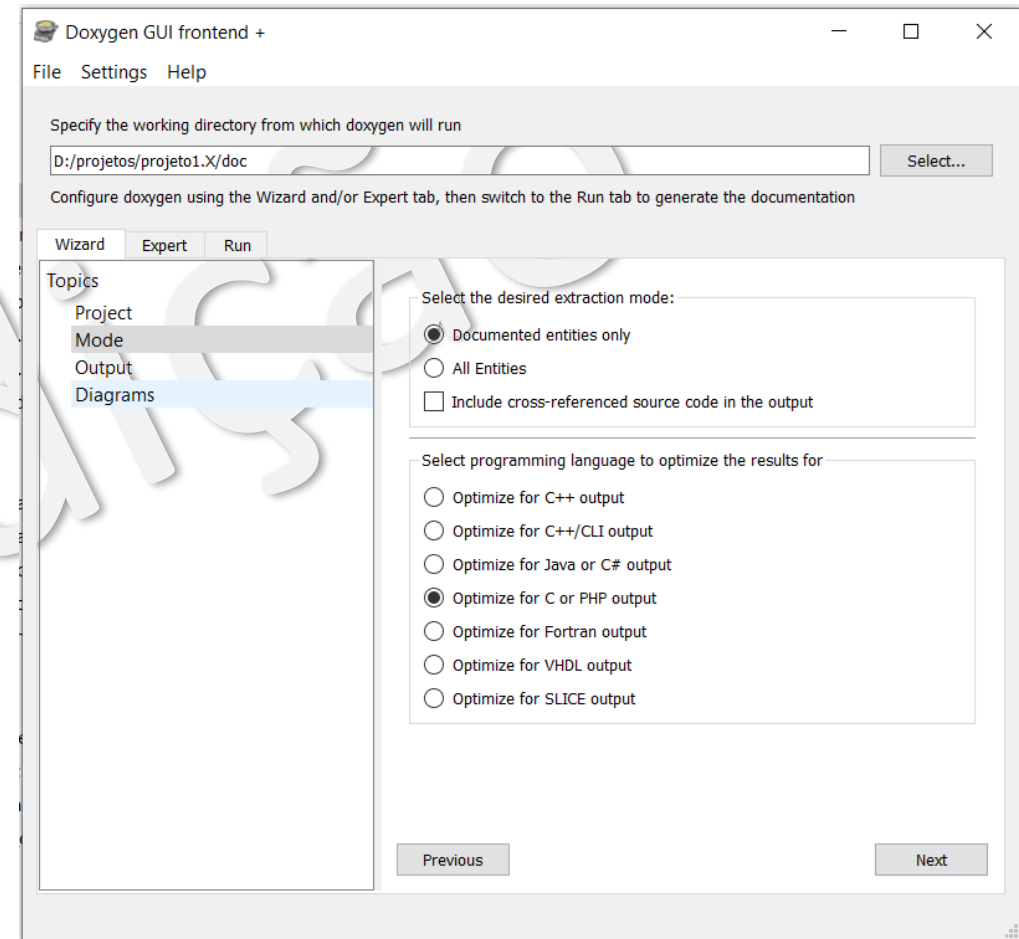 Doxygen GUI frontend +
File Settings Help
Specify the working directory from which doxygen will run
D:/projetos/projeto1.X/doc
Select...
Configure doxygen using the Wizard and/or Expert tab, then switch to the Run tab to generate the documentation
Wizard Expert Run
Topics
Project
Mode
Output
Diagrams
Select the desired extraction mode:
Documented entities only
All Entities
Include cross-referenced source code in the output
Select programming language to optimize the results for
Optimize for C++ output
Optimize for C++/CLI output
Optimize for Java or C# output
Optimize for C or PHP output
Optimize for Fortran output
Optimize for VHDL output
Optimize for SLICE output
Previous
Next